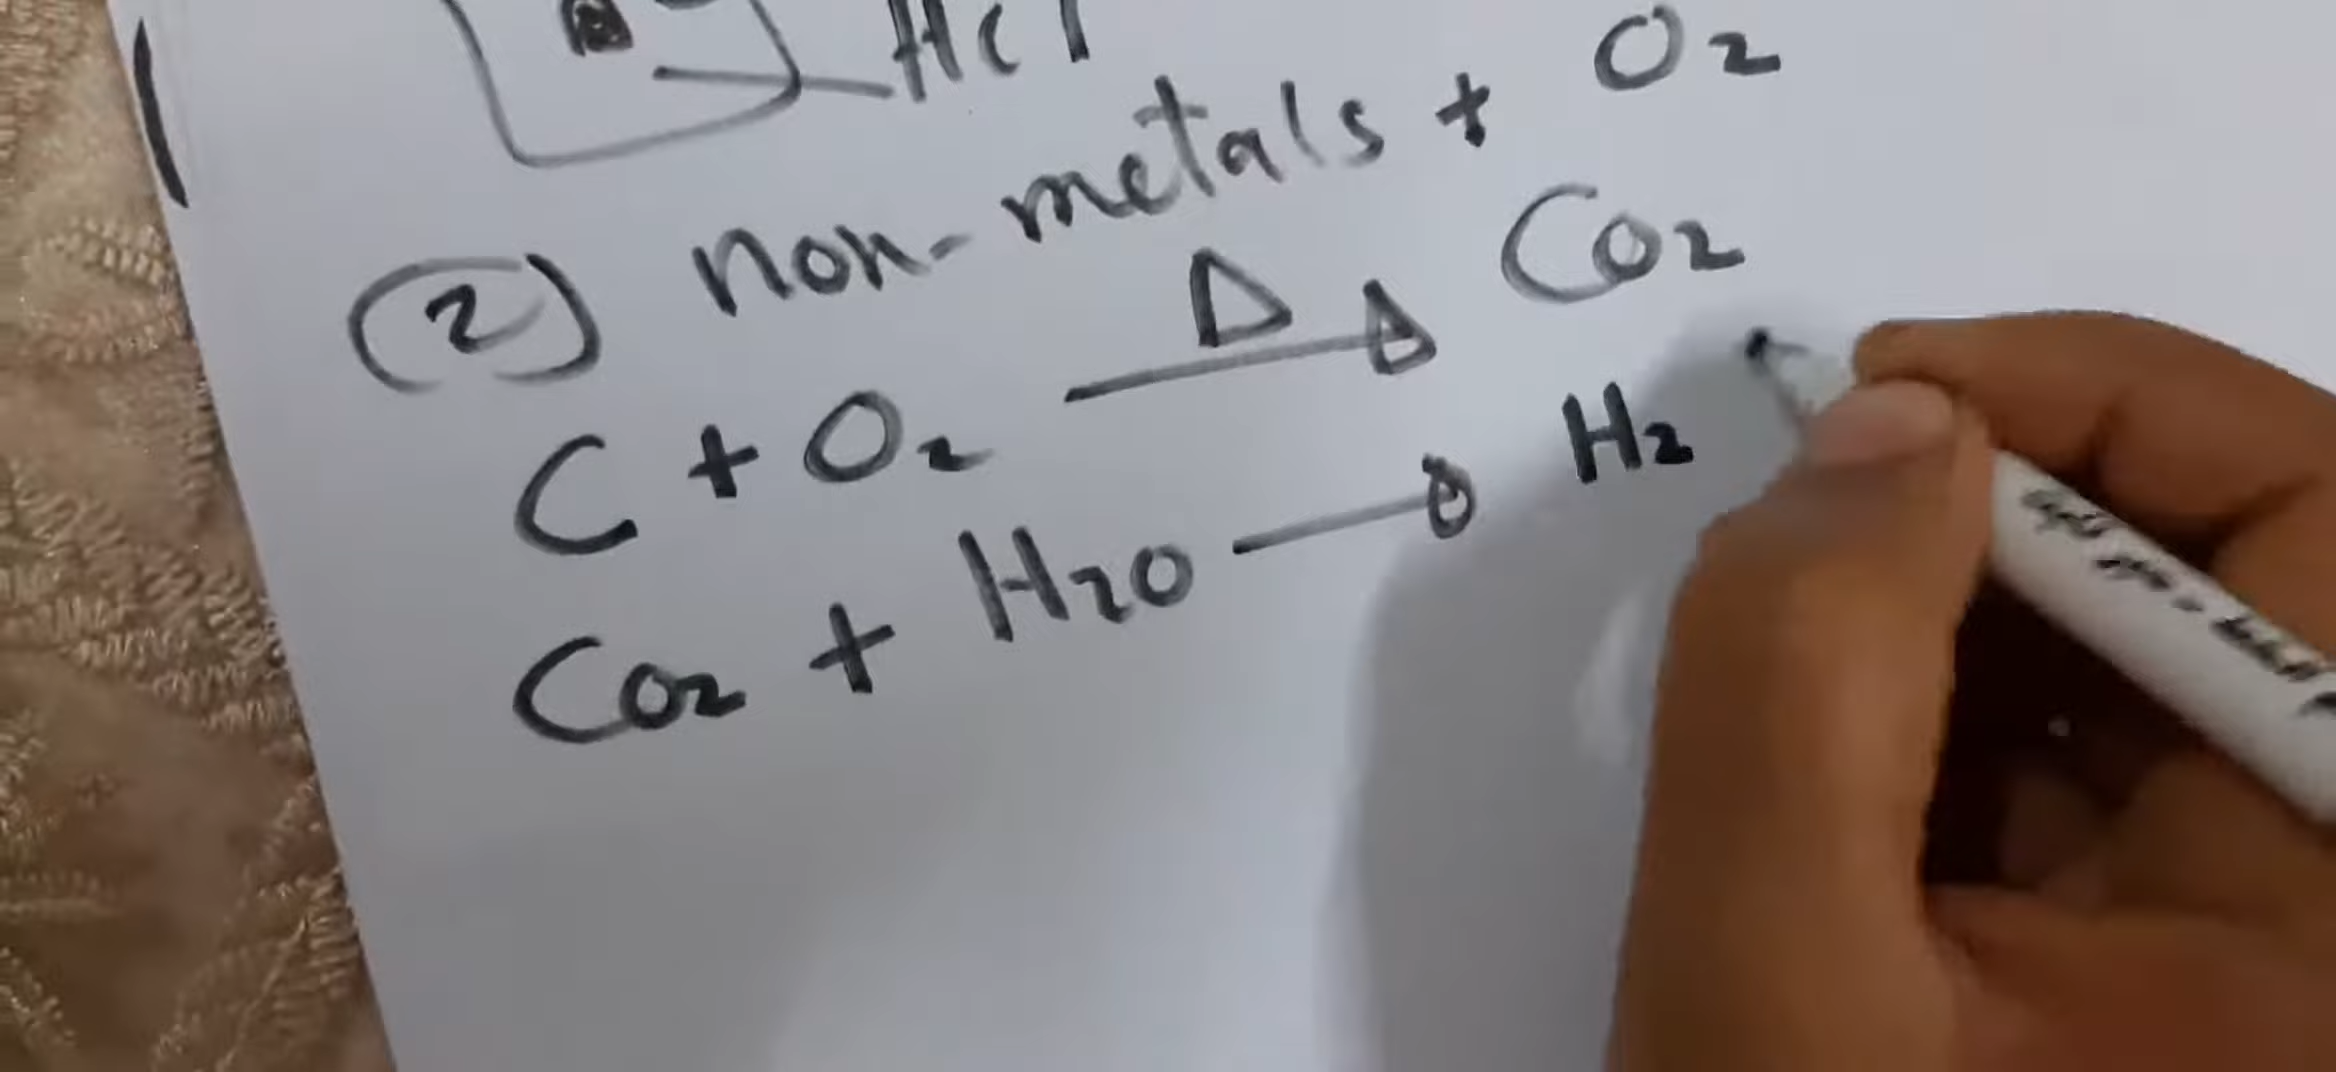 HCl
(2) non-metals + O2
C + O2 → Δ CO2
CO2 + H2O → H2